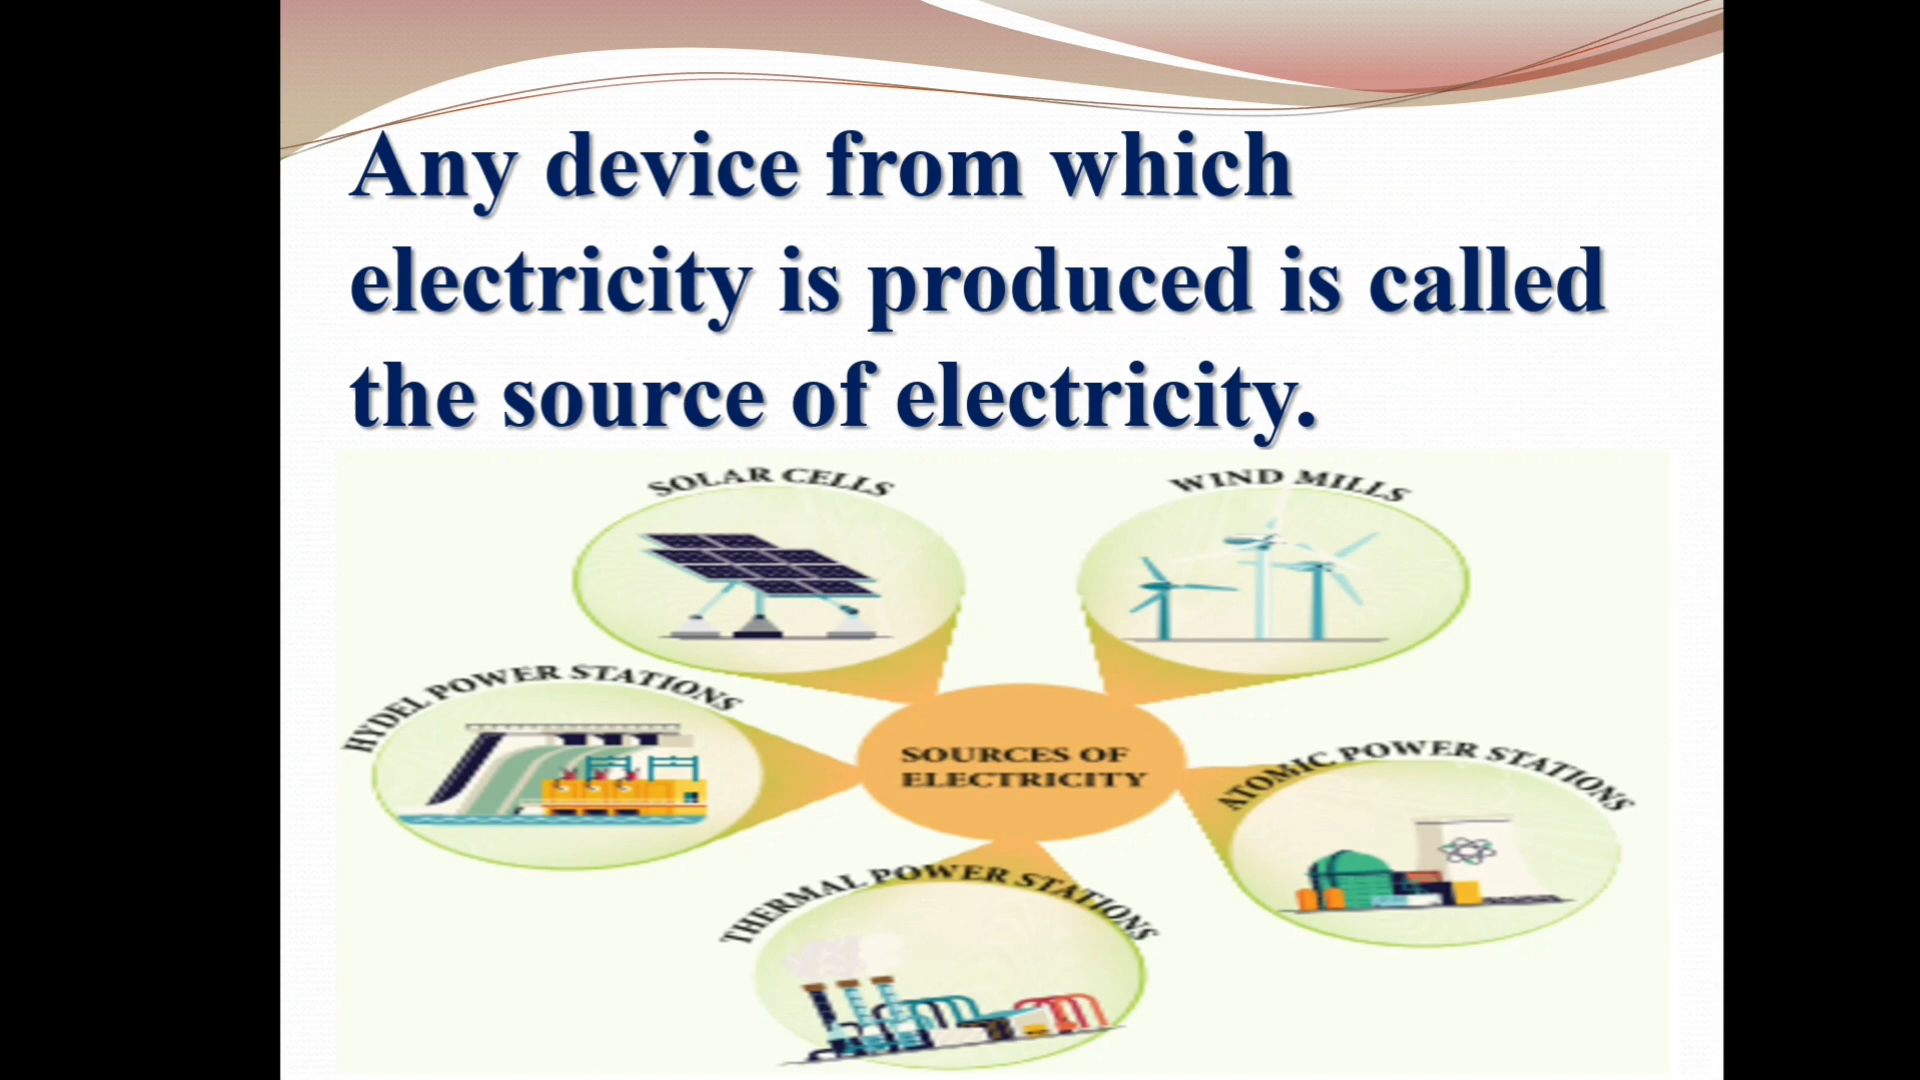 Any device from which
electricity is produced is called
the source of electricity.
SOLAR CELLS
WIND MILLS
HYDEL POWER STATIONS
SOURCES OF
ELECTRICITY
ATOMIC POWER STATIONS
THERMAL POWER STATIONS